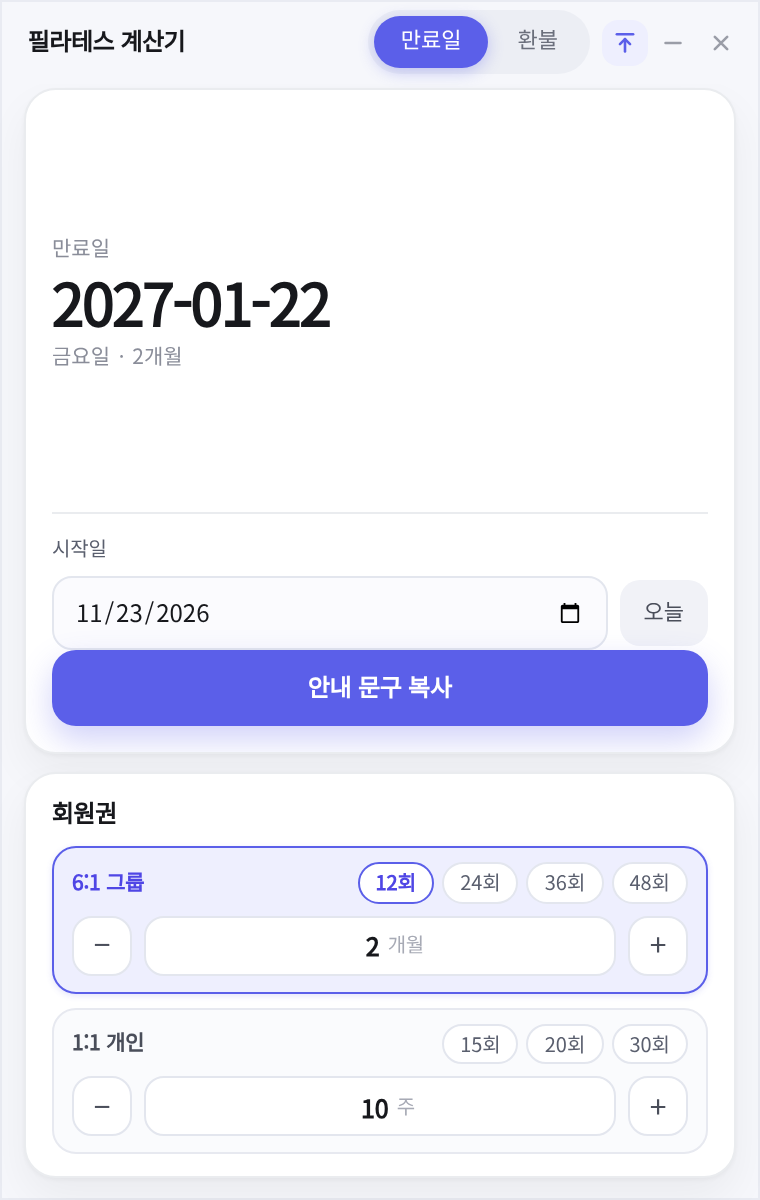 필라테스 계산기 만료일 환불
만료일
2027-01-22
금요일 · 2개월
시작일
11/23/2026 오늘
안내 문구 복사
회원권
6:1 그룹 12회 24회 36회 48회
− 2 개월 +
1:1 개인 15회 20회 30회
− 10 주 +